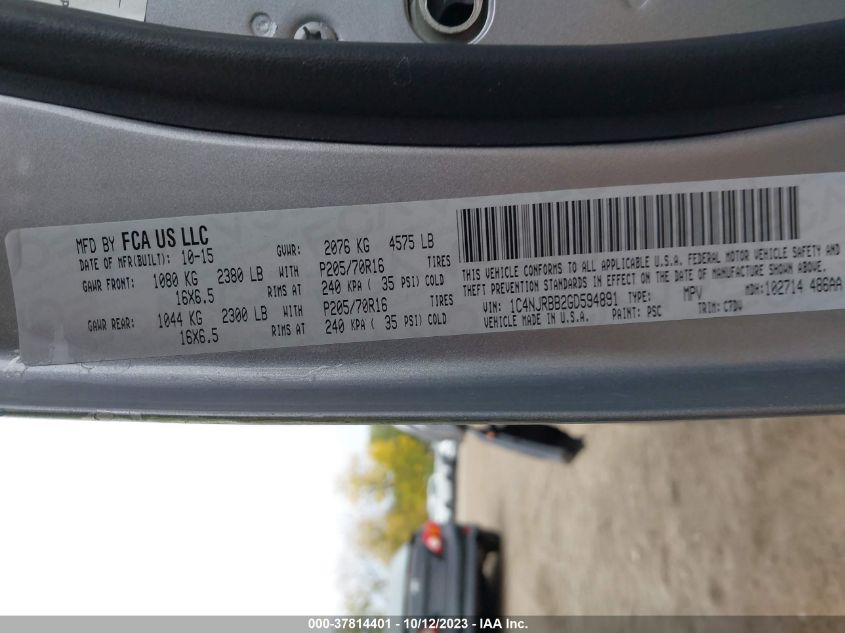 MFD BY FCA US LLC
DATE OF MFR(BUILT): 10-15 GVWR: 2076 KG 4575 LB
GAWR FRONT: 1080 KG 2380 LB WITH P205/70R16 TIRES
16X6.5 RIMS AT 240 KPA ( 35 PSI) COLD
GAWR REAR: 1044 KG 2300 LB WITH P205/70R16 TIRES
16X6.5 RIMS AT 240 KPA ( 35 PSI) COLD
THIS VEHICLE CONFORMS TO ALL APPLICABLE U.S.A. FEDERAL MOTOR VEHICLE SAFETY AND
THEFT PREVENTION STANDARDS IN EFFECT ON THE DATE OF MANUFACTURE SHOWN ABOVE.
VIN: 1C4NJRBB2GD594891 TYPE: MPV MDH: 102714 486AA
VEHICLE MADE IN U.S.A. PAINT: PSC TRIM: C7DV
000-37814401 - 10/12/2023 - IAA Inc.